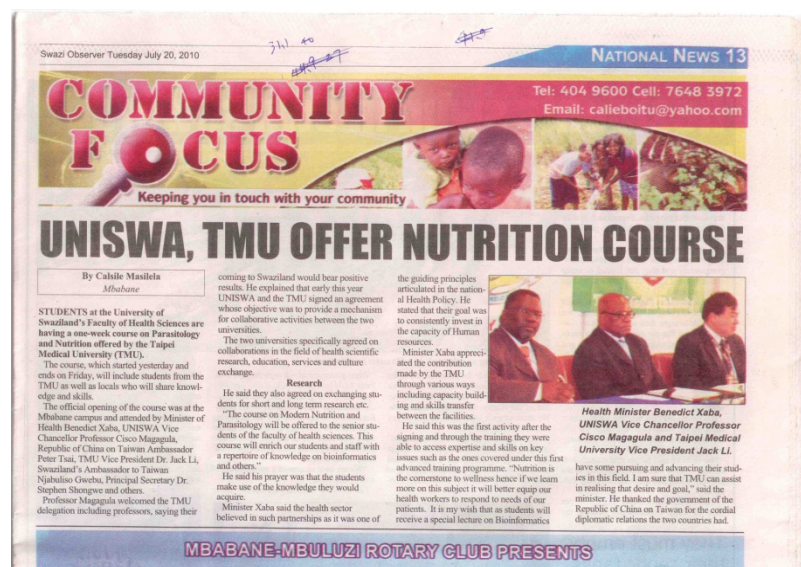 Swazi Observer Tuesday July 20, 2010
31,1 40
NATIONAL NEWS 13
COMMUNITY
FOCUS
Keeping you in touch with your community
Tel: 404 9600 Cell: 7648 3972
Email: calieboitu@yahoo.com
UNISWA, TMU OFFER NUTRITION COURSE
By Calsile Masilela
Mbabane
STUDENTS at the University of
Swaziland's Faculty of Health Sciences are
having a one-week course on Parasitology
and Nutrition offered by the Taipei
Medical University (TMU).
The course, which started yesterday and
ends on Friday, will include students from the
TMU as well as locals who will share knowl-
edge and skills.
The official opening of the course was at the
Mbabane campus and attended by Minister of
Health Benedict Xaba, UNISWA Vice
Chancellor Professor Cisco Magagula,
Republic of China on Taiwan Ambassador
Peter Tsai, TMU Vice President Dr. Jack Li,
Swaziland's Ambassador to Taiwan
Njabuliso Gwebu, Principal Secretary Dr.
Stephen Shongwe and others.
Professor Magagula welcomed the TMU
delegation including professors, saying their
coming to Swaziland would bear positive
results. He explained that early this year
UNISWA and the TMU signed an agreement
whose objective was to provide a mechanism
for collaborative activities between the two
universities.
The two universities specifically agreed on
collaborations in the field of health scientific
research, education, services and culture
exchange.
Research
He said they also agreed on exchanging stu-
dents for short and long term research etc.
"The course on Modern Nutrition and
Parasitology will be offered to the senior stu-
dents of the faculty of health sciences. This
course will enrich our students and staff with
a repertoire of knowledge on bioinformatics
and others."
He said his prayer was that the students
make use of the knowledge they would
acquire.
Minister Xaba said the health sector
believed in such partnerships as it was one of
the guiding principles
articulated in the nation-
al Health Policy. He
stated that their goal was
to consistently invest in
the capacity of Human
resources.
Minister Xaba appreci-
ated the contribution
made by the TMU
through various ways
including capacity build-
ing and skills transfer
between the facilities.
He said this was the first activity after the
signing and through the training they were
able to access expertise and skills on key
issues such as the ones covered under this first
advanced training programme. "Nutrition is
the cornerstone to wellness hence if we learn
more on this subject it will better equip our
health workers to respond to needs of our
patients. It is my wish that as students will
receive a special lecture on Bioinformatics
Health Minister Benedict Xaba,
UNISWA Vice Chancellor Professor
Cisco Magagula and Taipei Medical
University Vice President Jack Li.
have some pursuing and advancing their stud-
ies in this field. I am sure that TMU can assist
in realising that desire and goal," said the
minister. He thanked the government of the
Republic of China on Taiwan for the cordial
diplomatic relations the two countries had.
MBABANE-MBULUZI ROTARY CLUB PRESENTS